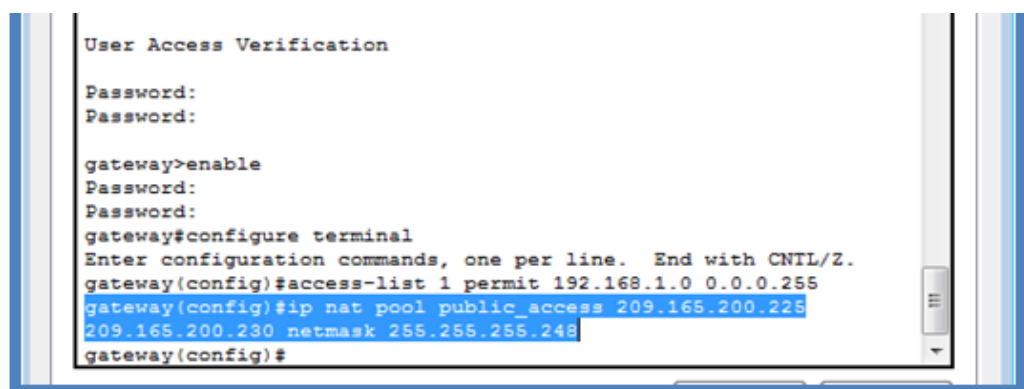 User Access Verification
Password:
Password:
gateway>enable
Password:
Password:
gateway#configure terminal
Enter configuration commands, one per line.  End with CNTL/Z.
gateway(config)#access-list 1 permit 192.168.1.0 0.0.0.255
gateway(config)#ip nat pool public_access 209.165.200.225
209.165.200.230 netmask 255.255.255.248
gateway(config)#